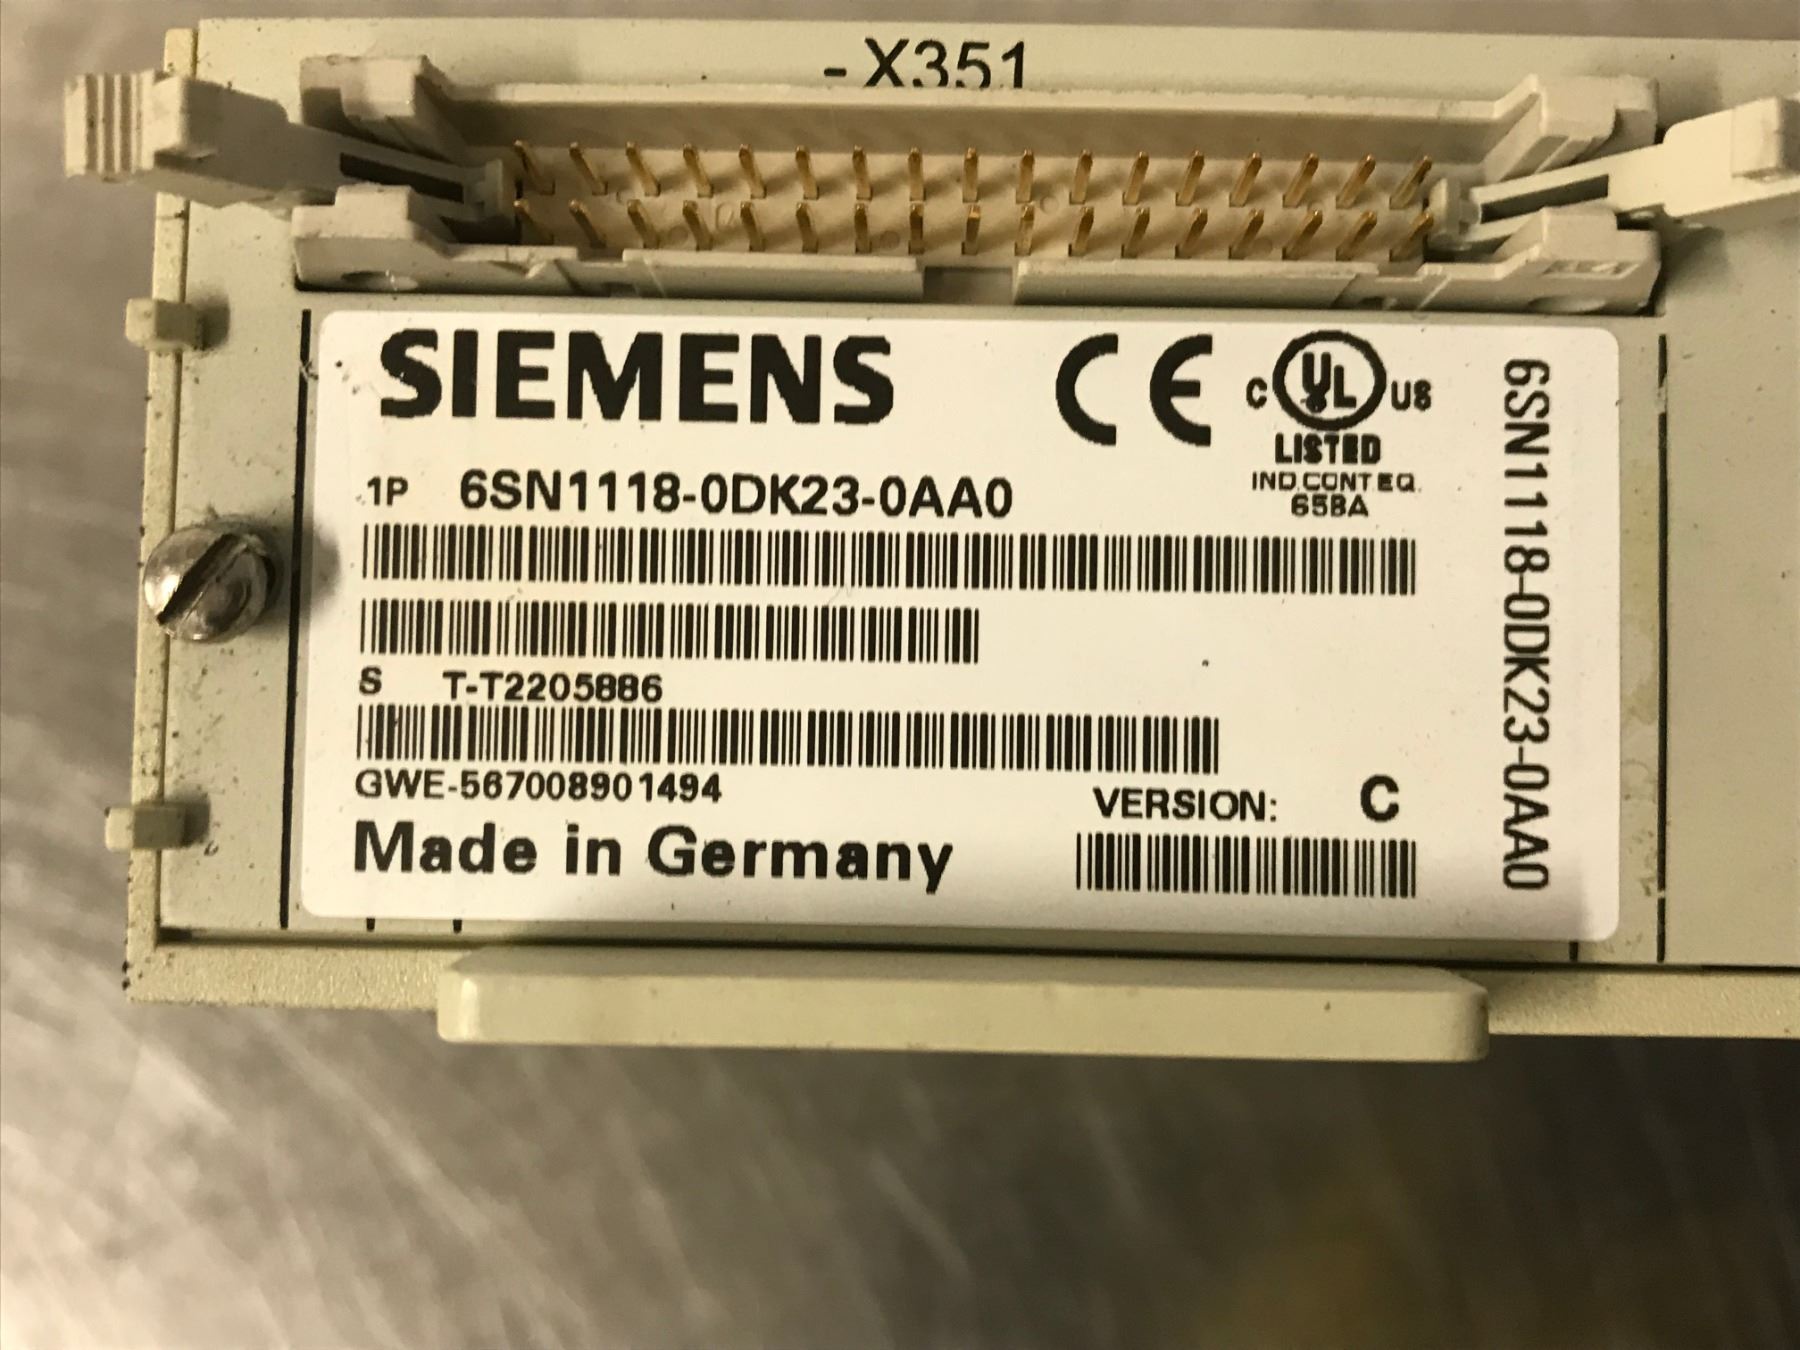 -X351
SIEMENS
CE
C UL US
LISTED
IND.CONT EQ.
65BA
1P 6SN1118-0DK23-0AA0
S T-T2205886
GWE-567008901494
VERSION: C
Made in Germany
6SN1118-0DK23-0AA0